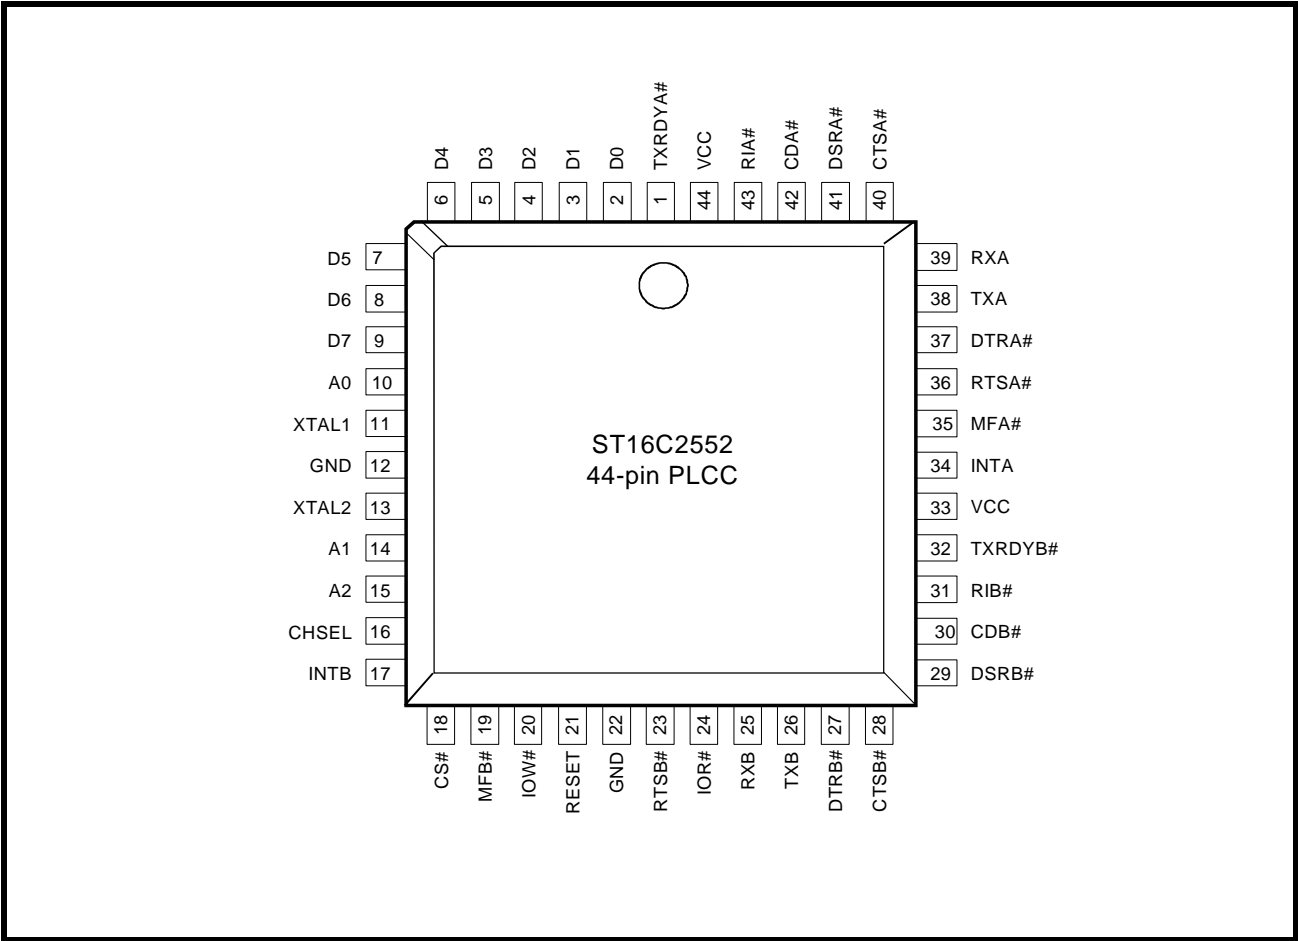 D4 D3 D2 D1 D0 TXRDYA# VCC RIA# CDA# DSRA# CTSA#
6 5 4 3 2 1 44 43 42 41 40
D5 7 39 RXA
D6 8 38 TXA
D7 9 37 DTRA#
A0 10 36 RTSA#
XTAL1 11 35 MFA#
ST16C2552
44-pin PLCC
GND 12 34 INTA
XTAL2 13 33 VCC
A1 14 32 TXRDYB#
A2 15 31 RIB#
CHSEL 16 30 CDB#
INTB 17 29 DSRB#
18 19 20 21 22 23 24 25 26 27 28
CS# MFB# IOW# RESET GND RTSB# IOR# RXB TXB DTRB# CTSB#